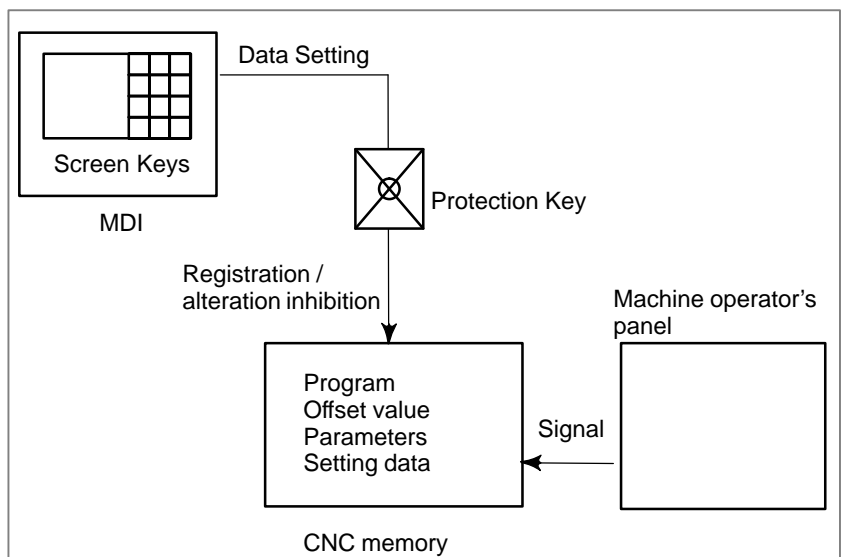 Data Setting
Screen Keys
MDI
Protection Key
Registration /
alteration inhibition
Machine operator's
panel
Program
Offset value
Parameters
Setting data
Signal
CNC memory